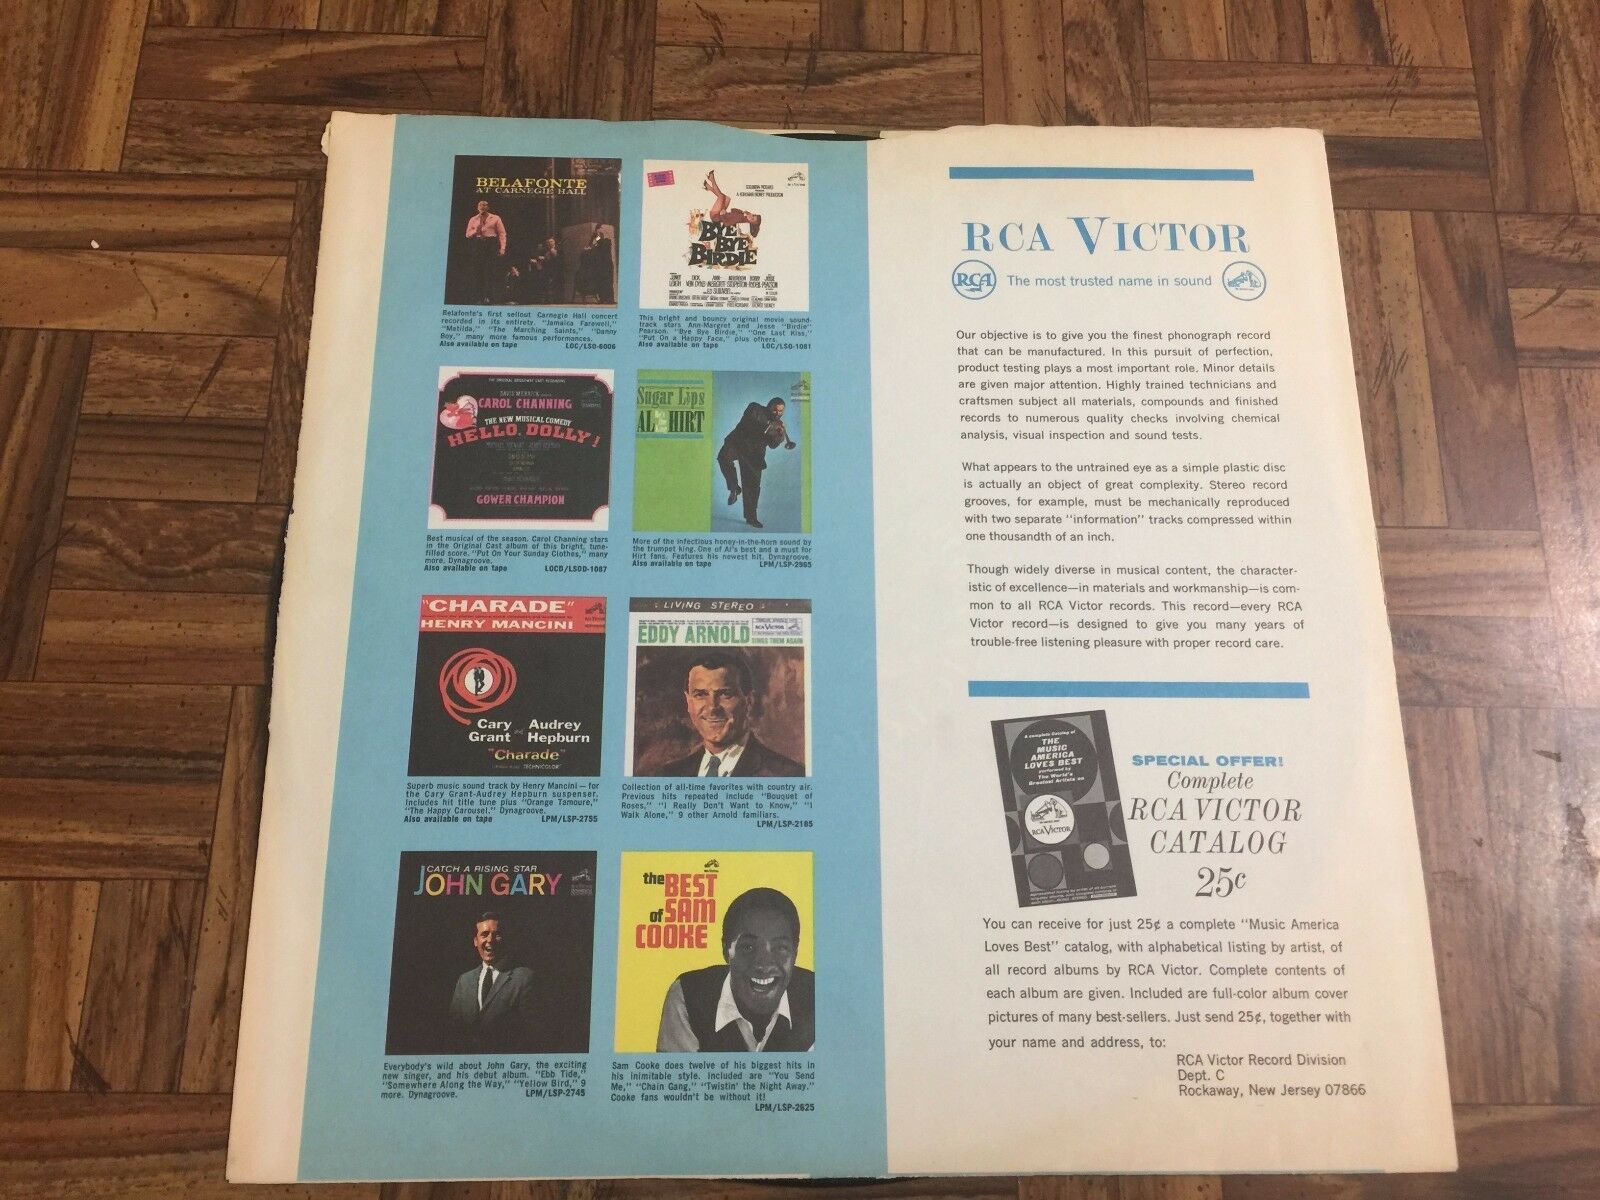 BELAFONTE
AT CARNEGIE HALL
Belafonte's first sellout Carnegie Hall concert
recorded in its entirety. "Jamaica Farewell,"
"Matilda," "The Marching Saints," "Danny
Boy," many more famous performances.
Also available on tape LOC/LSO-6006
BYE
BYE
BIRDIE
This bright and bouncy original movie sound-
track stars Ann-Margret and Jesse "Birdie"
Pearson. "Bye Bye Birdie," "One Last Kiss,"
"Put On a Happy Face," plus others.
Also available on tape LOC/LSO-1081
THE ORIGINAL BROADWAY CAST RECORDING
DAVID MERRICK
CAROL CHANNING
THE NEW MUSICAL COMEDY
HELLO, DOLLY!
GOWER CHAMPION
Best musical of the season. Carol Channing stars
in the Original Cast album of this bright, tune-
filled score. "Put On Your Sunday Clothes," many
more. Dynagroove.
Also available on tape LOCD/LSOD-1087
Sugar Lips
AL HIRT
More of the infectious honey-in-the-horn sound by
the trumpet king. One of Al's best and a must for
Hirt fans. Features his newest hit. Dynagroove.
Also available on tape LPM/LSP-2965
"CHARADE"
HENRY MANCINI
Cary Audrey
Grant and Hepburn
"Charade"
TECHNICOLOR
Superb music sound track by Henry Mancini—for
the Cary Grant-Audrey Hepburn suspenser.
Includes hit title tune plus "Orange Tamoure,"
"The Happy Carousel." Dynagroove.
Also available on tape LPM/LSP-2755
LIVING STEREO
EDDY ARNOLD
SINGS THEM AGAIN
Collection of all-time favorites with country air.
Previous hits repeated include "Bouquet of
Roses," "I Really Don't Want to Know," "I
Walk Alone," 9 other Arnold familiars.
LPM/LSP-2185
CATCH A RISING STAR
JOHN GARY
Everybody's wild about John Gary, the exciting
new singer, and his debut album. "Ebb Tide,"
"Somewhere Along the Way," "Yellow Bird," 9
more. Dynagroove. LPM/LSP-2745
the BEST
of SAM
COOKE
Sam Cooke does twelve of his biggest hits in
his inimitable style. Included are "You Send
Me," "Chain Gang," "Twistin' the Night Away."
Cooke fans wouldn't be without it!
LPM/LSP-2625
RCA VICTOR
RCA The most trusted name in sound
Our objective is to give you the finest phonograph record
that can be manufactured. In this pursuit of perfection,
product testing plays a most important role. Minor details
are given major attention. Highly trained technicians and
craftsmen subject all materials, compounds and finished
records to numerous quality checks involving chemical
analysis, visual inspection and sound tests.
What appears to the untrained eye as a simple plastic disc
is actually an object of great complexity. Stereo record
grooves, for example, must be mechanically reproduced
with two separate "information" tracks compressed within
one thousandth of an inch.
Though widely diverse in musical content, the character-
istic of excellence—in materials and workmanship—is com-
mon to all RCA Victor records. This record—every RCA
Victor record—is designed to give you many years of
trouble-free listening pleasure with proper record care.
A complete Catalog of
THE
MUSIC
AMERICA
LOVES BEST
performed by
The World's
Greatest Artists on
RCA VICTOR
SPECIAL OFFER!
Complete
RCA VICTOR
CATALOG
25¢
You can receive for just 25¢ a complete "Music America
Loves Best" catalog, with alphabetical listing by artist, of
all record albums by RCA Victor. Complete contents of
each album are given. Included are full-color album cover
pictures of many best-sellers. Just send 25¢, together with
your name and address, to:
RCA Victor Record Division
Dept. C
Rockaway, New Jersey 07866